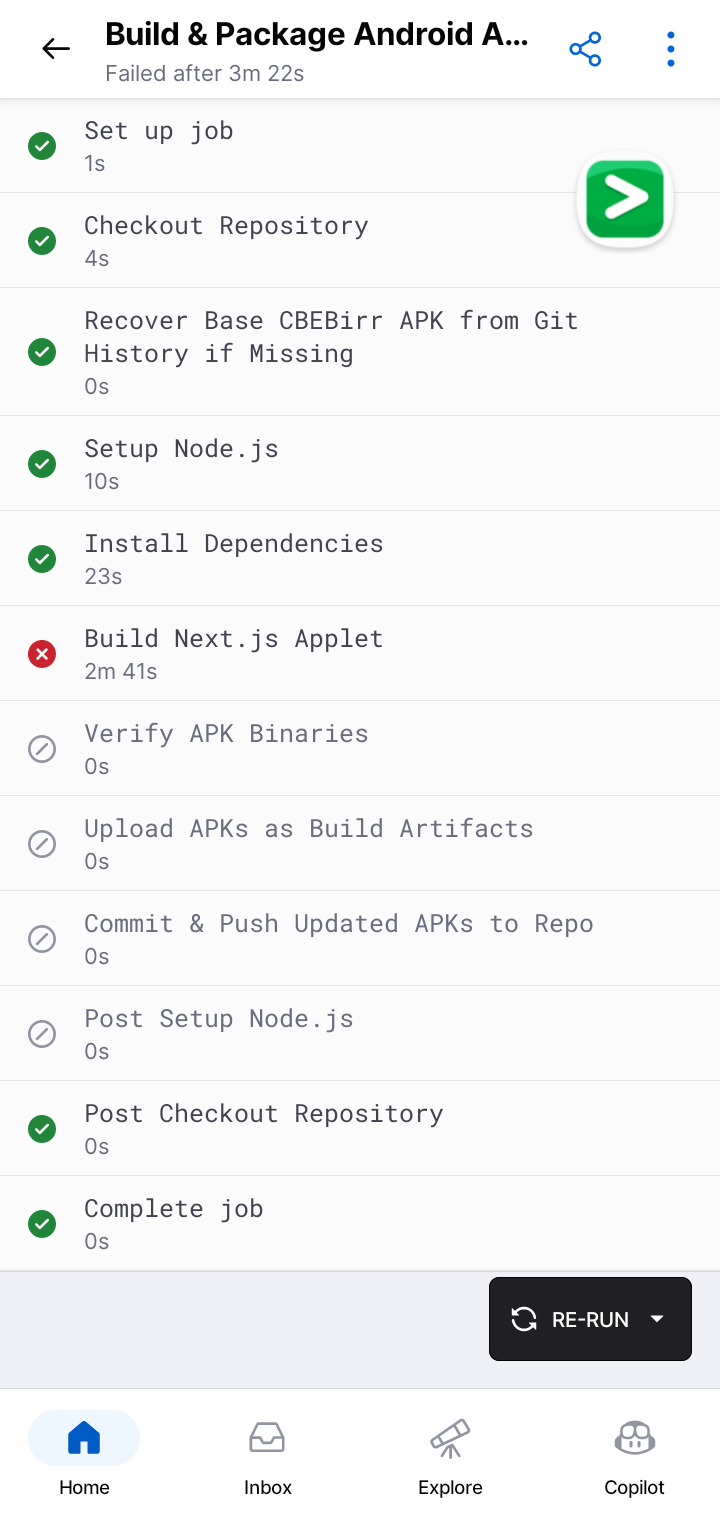 Build & Package Android A...
Failed after 3m 22s
Set up job
1s
Checkout Repository
4s
Recover Base CBEBirr APK from Git
History if Missing
0s
Setup Node.js
10s
Install Dependencies
23s
Build Next.js Applet
2m 41s
Verify APK Binaries
0s
Upload APKs as Build Artifacts
0s
Commit & Push Updated APKs to Repo
0s
Post Setup Node.js
0s
Post Checkout Repository
0s
Complete job
0s
RE-RUN
Home
Inbox
Explore
Copilot